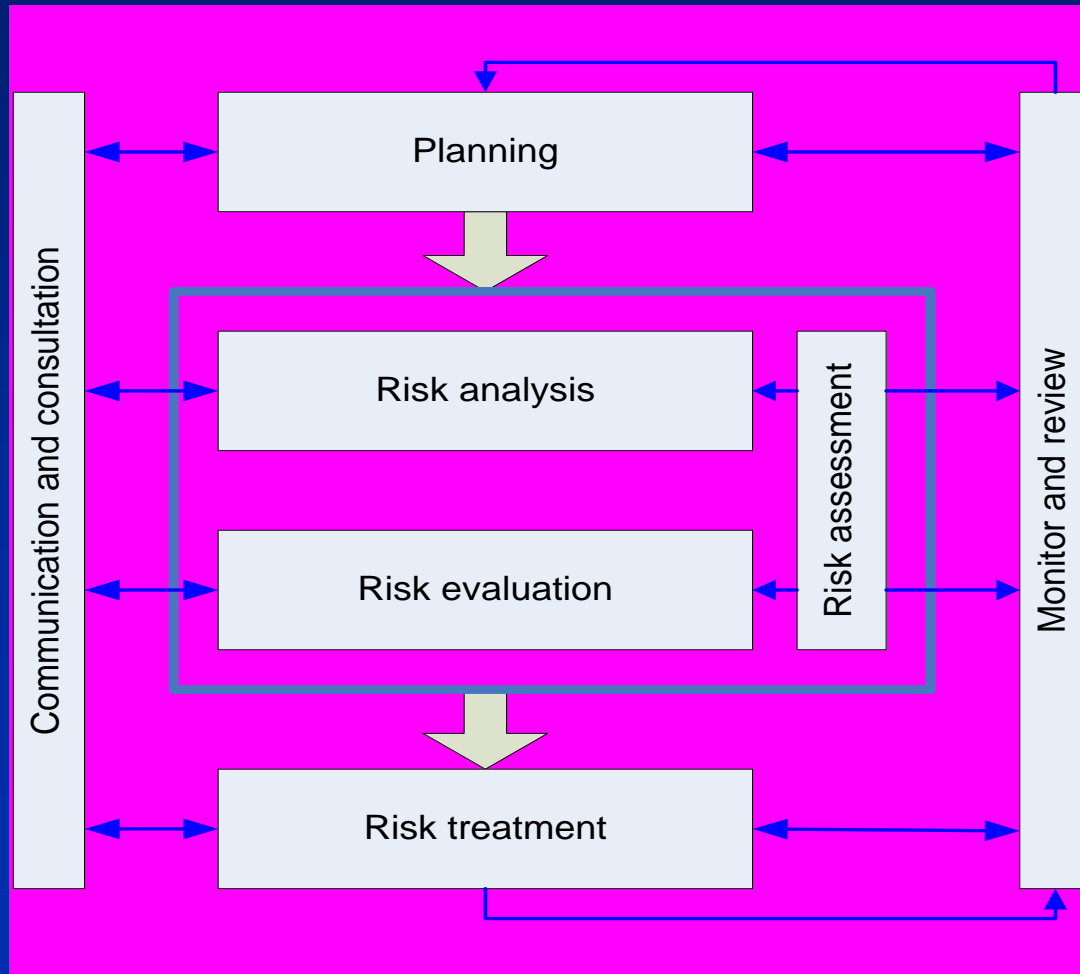 Planning
Communication and consultation
Risk analysis
Risk assessment
Monitor and review
Risk evaluation
Risk treatment